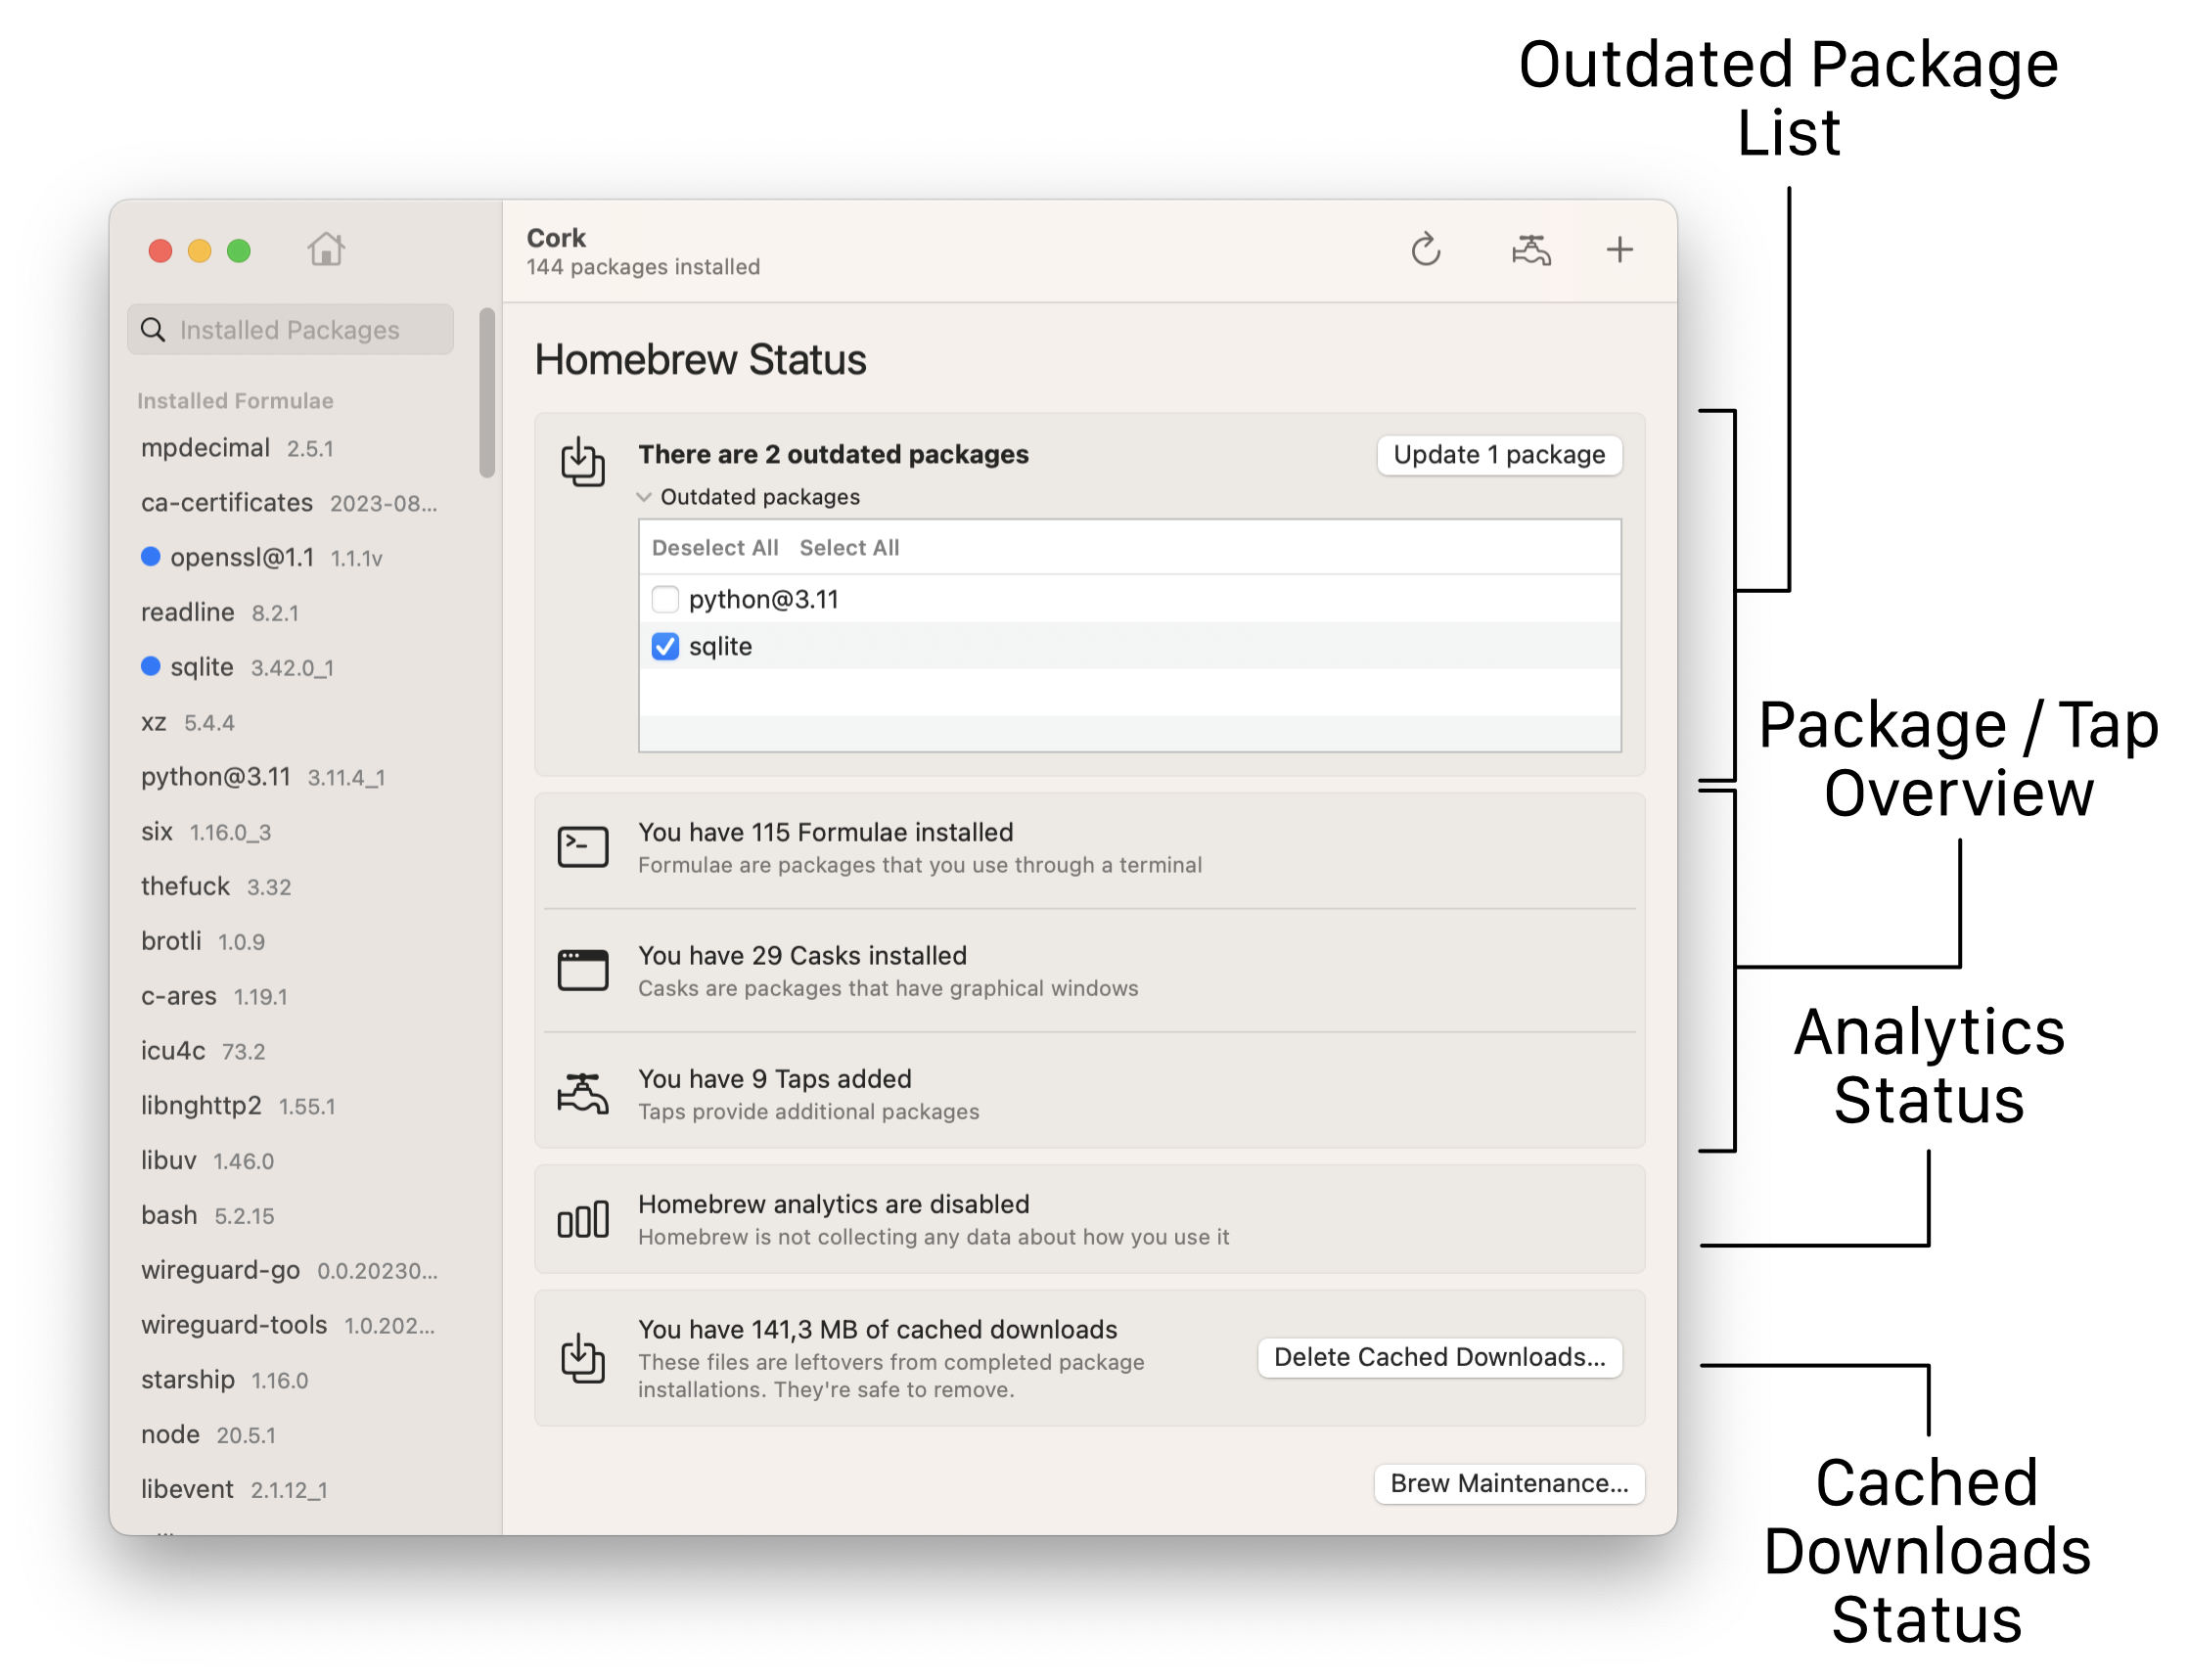 Outdated Package
List
Cork
144 packages installed
Installed Packages
Homebrew Status
Installed Formulae
mpdecimal 2.5.1
ca-certificates 2023-08...
openssl@1.1 1.1.1v
readline 8.2.1
sqlite 3.42.0_1
xz 5.4.4
python@3.11 3.11.4_1
six 1.16.0_3
thefuck 3.32
brotli 1.0.9
c-ares 1.19.1
icu4c 73.2
libnghttp2 1.55.1
libuv 1.46.0
bash 5.2.15
wireguard-go 0.0.20230...
wireguard-tools 1.0.202...
starship 1.16.0
node 20.5.1
libevent 2.1.12_1
There are 2 outdated packages
Update 1 package
Outdated packages
Deselect All Select All
python@3.11
sqlite
You have 115 Formulae installed
Formulae are packages that you use through a terminal
You have 29 Casks installed
Casks are packages that have graphical windows
You have 9 Taps added
Taps provide additional packages
Homebrew analytics are disabled
Homebrew is not collecting any data about how you use it
You have 141,3 MB of cached downloads
These files are leftovers from completed package
installations. They're safe to remove.
Delete Cached Downloads...
Brew Maintenance...
Package / Tap
Overview
Analytics
Status
Cached
Downloads
Status